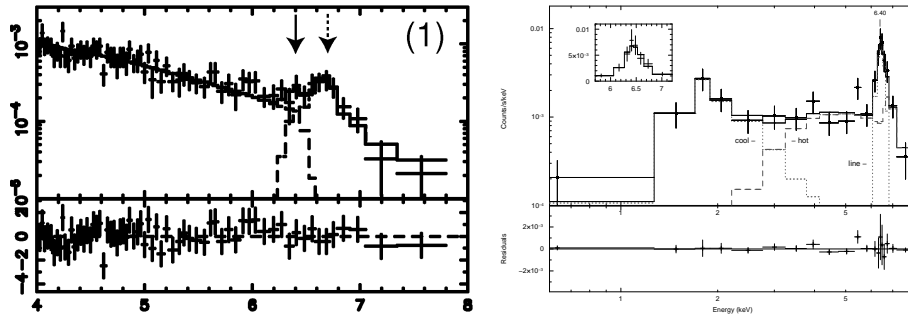 (1)
10⁻³
10⁻⁴
10⁻⁵
2
0
−2
−4
4 5 6 7 8
6.40
0.01
5×10⁻³
0
6 6.5 7
Counts/s/keV
10⁻³
cool
hot
line
10⁻⁴
Residuals
2×10⁻³
0
−2×10⁻³
1 2 5
Energy (keV)